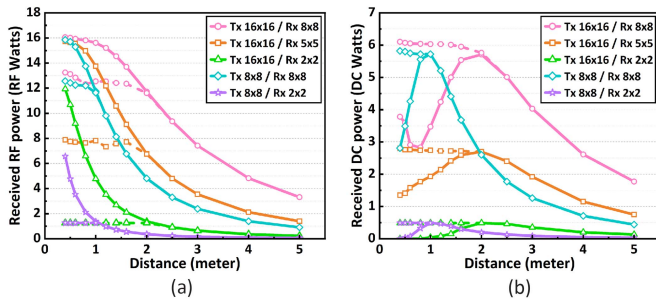 Received RF power (RF Watts)
18
16
14
12
10
8
6
4
2
0
Tx 16x16 / Rx 8x8
Tx 16x16 / Rx 5x5
Tx 16x16 / Rx 2x2
Tx 8x8 / Rx 8x8
Tx 8x8 / Rx 2x2
0 1 2 3 4 5
Distance (meter)
(a)
Received DC power (DC Watts)
7
6
5
4
3
2
1
0
Tx 16x16 / Rx 8x8
Tx 16x16 / Rx 5x5
Tx 16x16 / Rx 2x2
Tx 8x8 / Rx 8x8
Tx 8x8 / Rx 2x2
0 1 2 3 4 5
Distance (meter)
(b)